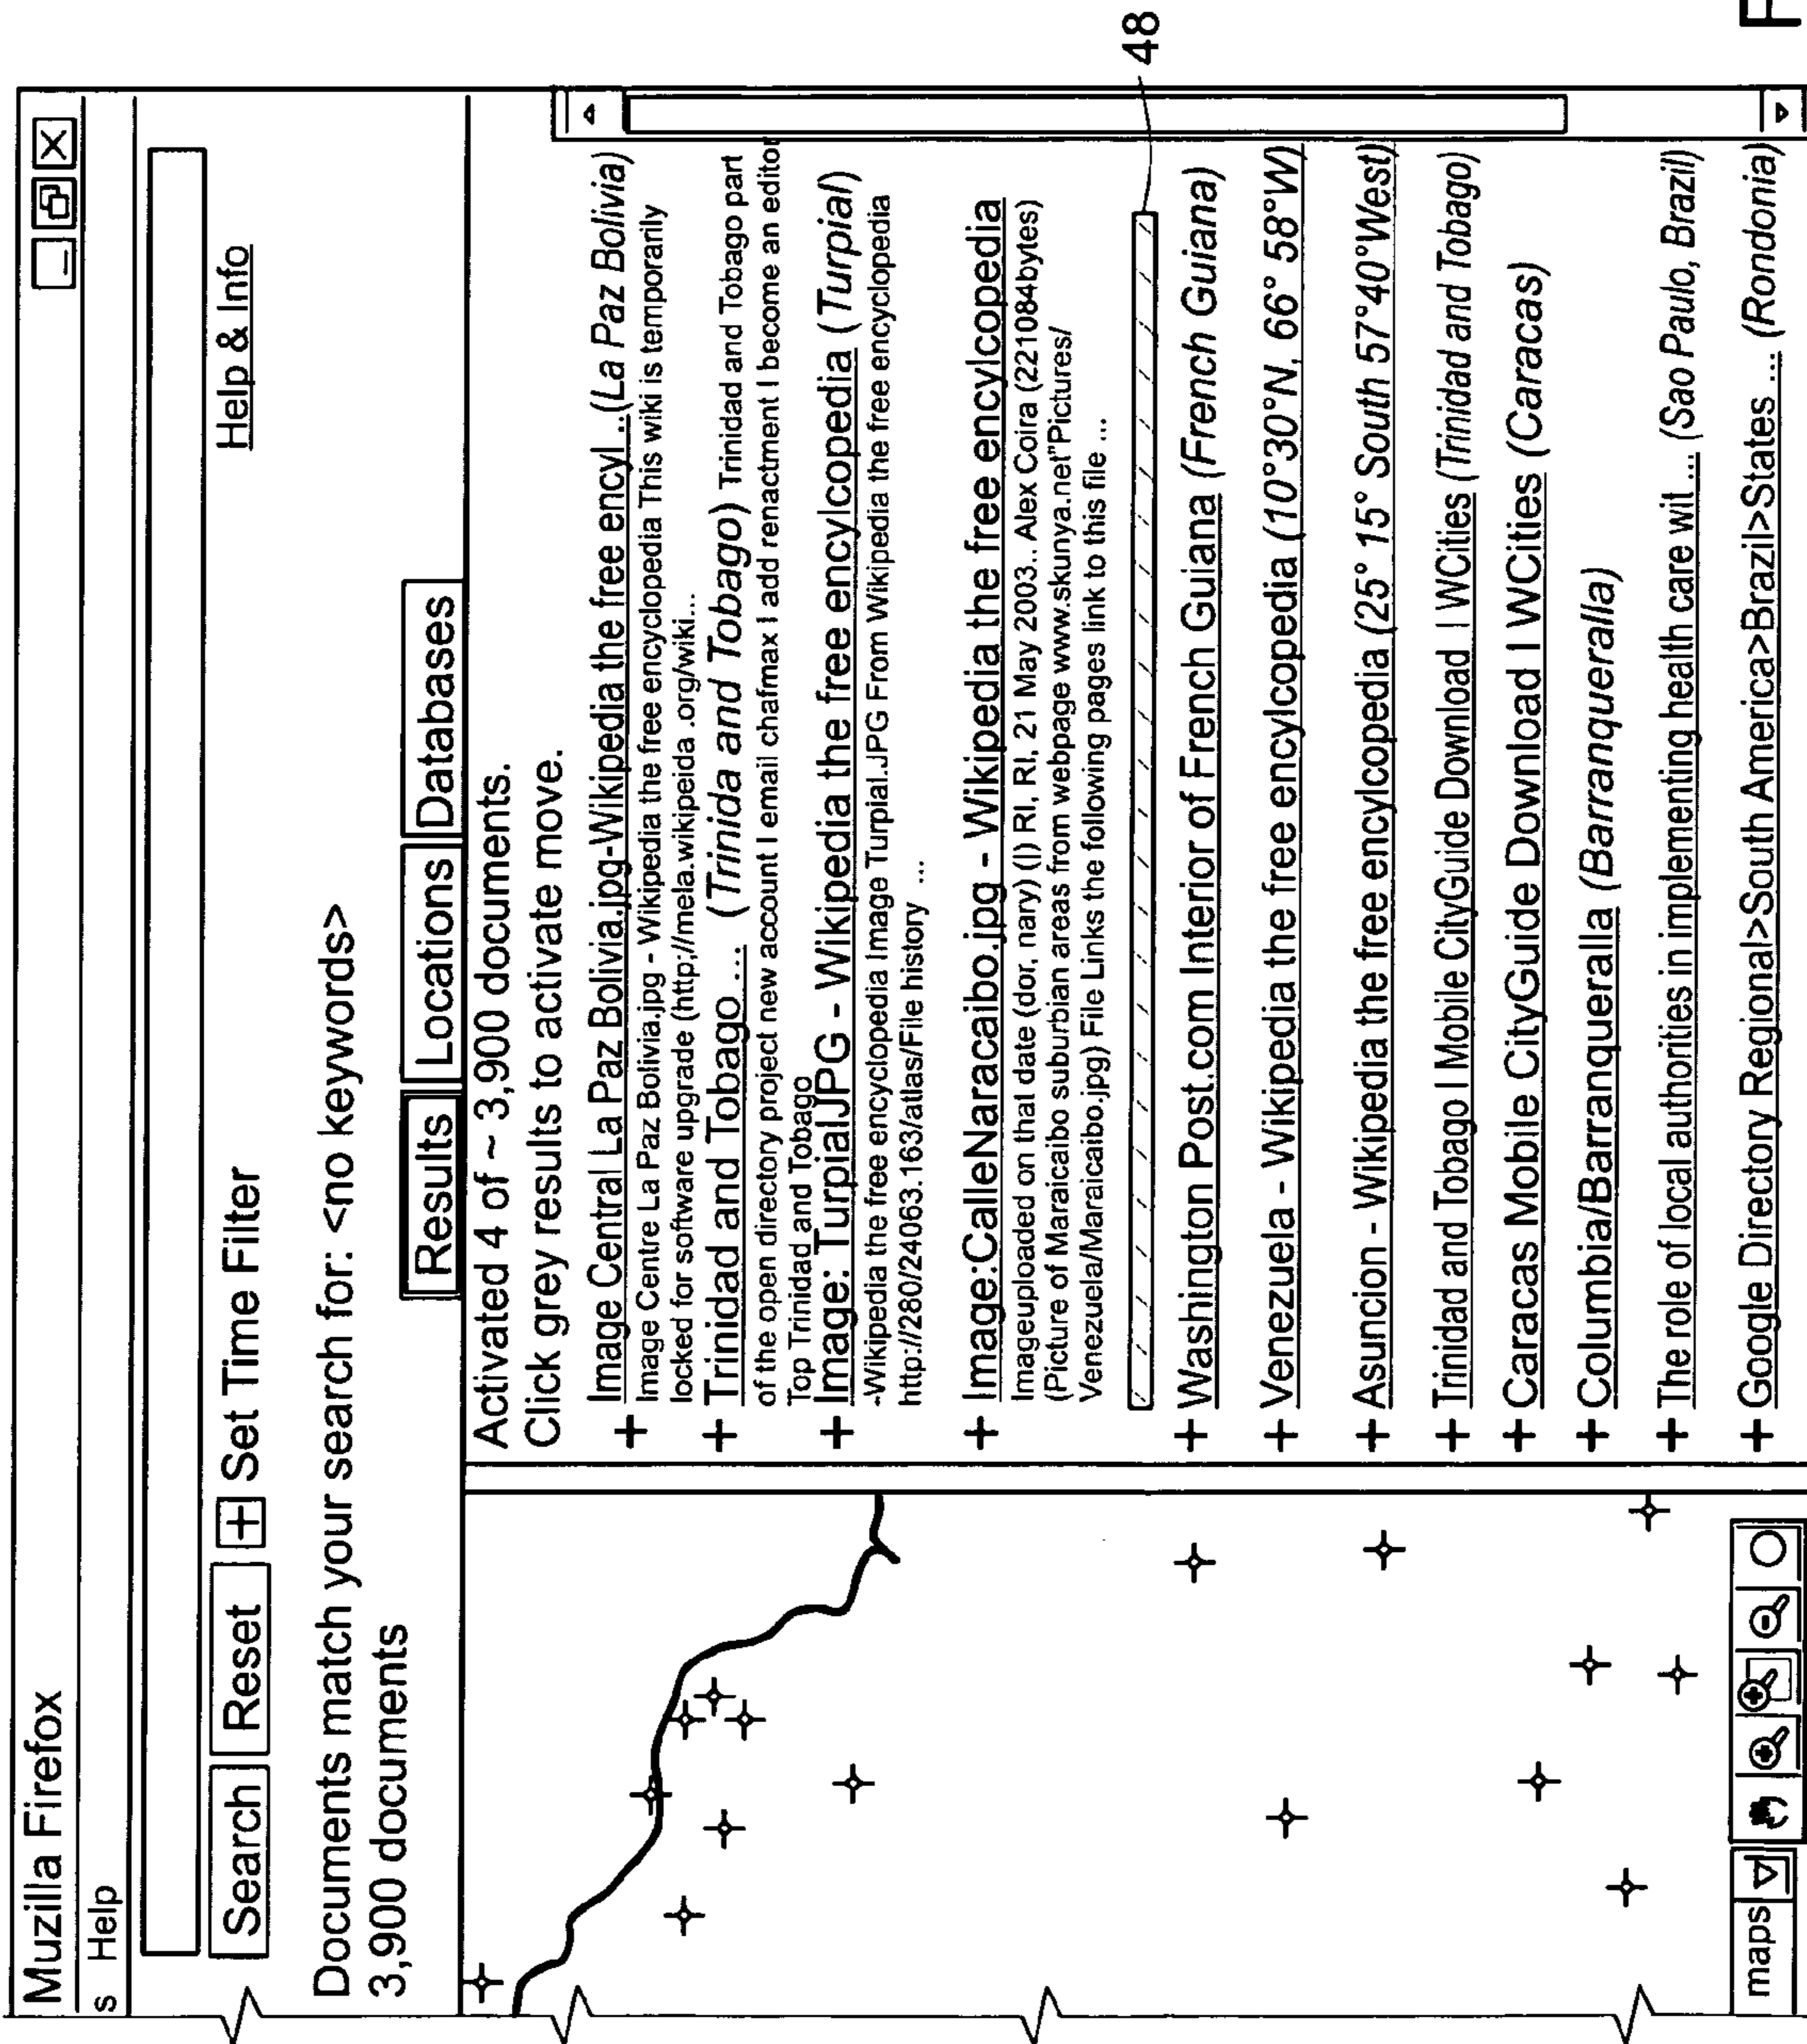 Muzilla Firefox
s Help
Search Reset + Set Time Filter Help & Info
Documents match your search for: <no keywords>
3,900 documents
Results Locations Databases
Activated 4 of ~ 3,900 documents.
Click grey results to activate move.
+ Image Central La Paz Bolivia.jpg-Wikipedia the free encyl ..(La Paz Bolivia)
Image Centre La Paz Bolivia.jpg - Wikipedia the free encyclopedia This wiki is temporarily
locked for software upgrade (http;//mela.wikipeida .org/wiki...
+ Trinidad and Tobago ... (Trinida and Tobago) Trinidad and Tobago part
of the open directory project new account I email chafmax I add renactment I become an editor
Top Trinidad and Tobago
+ Image: TurpialJPG - Wikipedia the free encylcopedia (Turpial)
-Wikipedia the free encyclopedia Image Turpial.JPG From Wikipedia the free encyclopedia
http://280/24063.163/atlas/File history ...
+ Image:CalleNaracaibo.jpg - Wikipedia the free encylcopedia
Imageuploaded on that date (dor, nary) (I) RI, RI, 21 May 2003.. Alex Coira (221084bytes)
(Picture of Maraicaibo suburbian areas from webpage www.skunya.net"Pictures/
Venezuela/Maraicaibo.jpg) File Links the following pages link to this file ...
48
+ Washington Post.com Interior of French Guiana (French Guiana)
+ Venezuela - Wikipedia the free encylcopedia (10°30°N, 66° 58°W)
+ Asuncion - Wikipedia the free encylcopedia (25° 15° South 57°40°West)
+ Trinidad and Tobago I Mobile CityGuide Download I WCities (Trinidad and Tobago)
+ Caracas Mobile CityGuide Download I WCities (Caracas)
+ Columbia/Barranqueralla (Barranqueralla)
+ The role of local authorities in implementing health care wit ... (Sao Paulo, Brazil)
+ Google Directory Regional>South America>Brazil>States ... (Rondonia)
maps
F